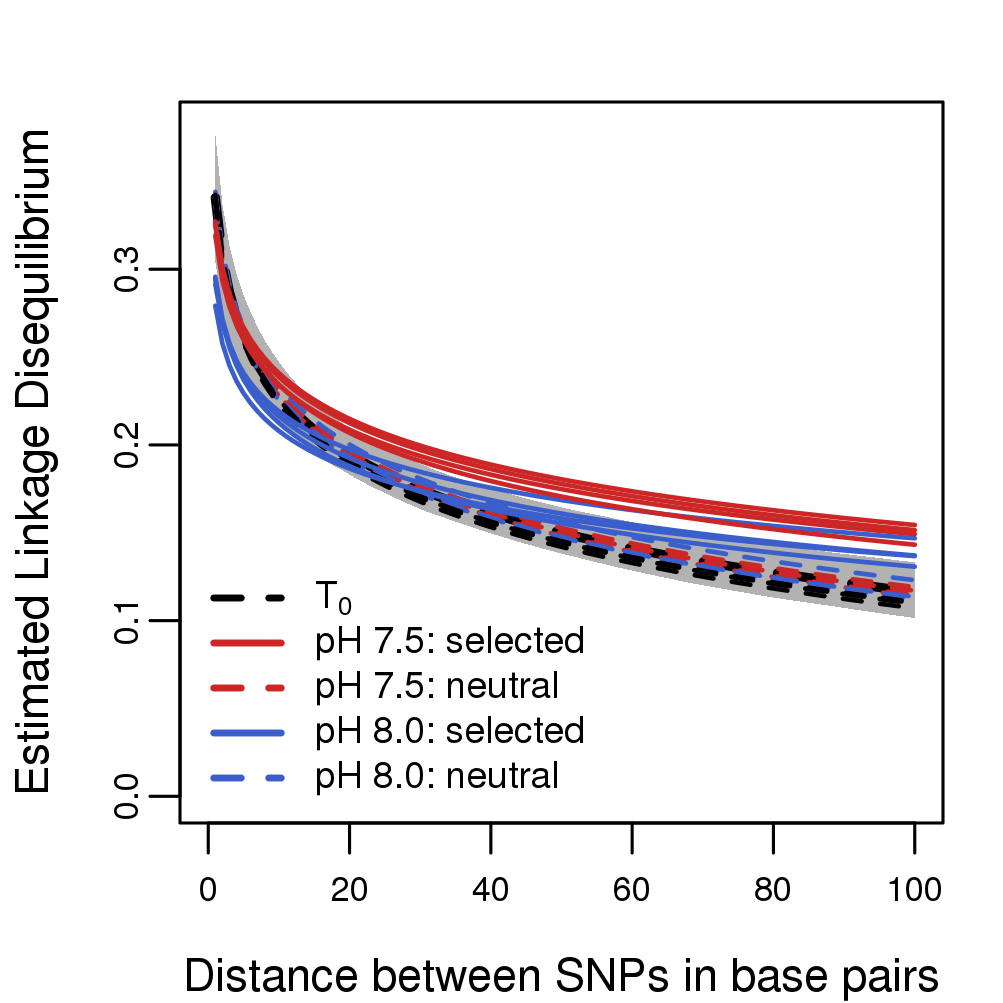 Estimated Linkage Disequilibrium
0.3
0.2
0.1
0.0
T0
pH 7.5: selected
pH 7.5: neutral
pH 8.0: selected
pH 8.0: neutral
0 20 40 60 80 100
Distance between SNPs in base pairs